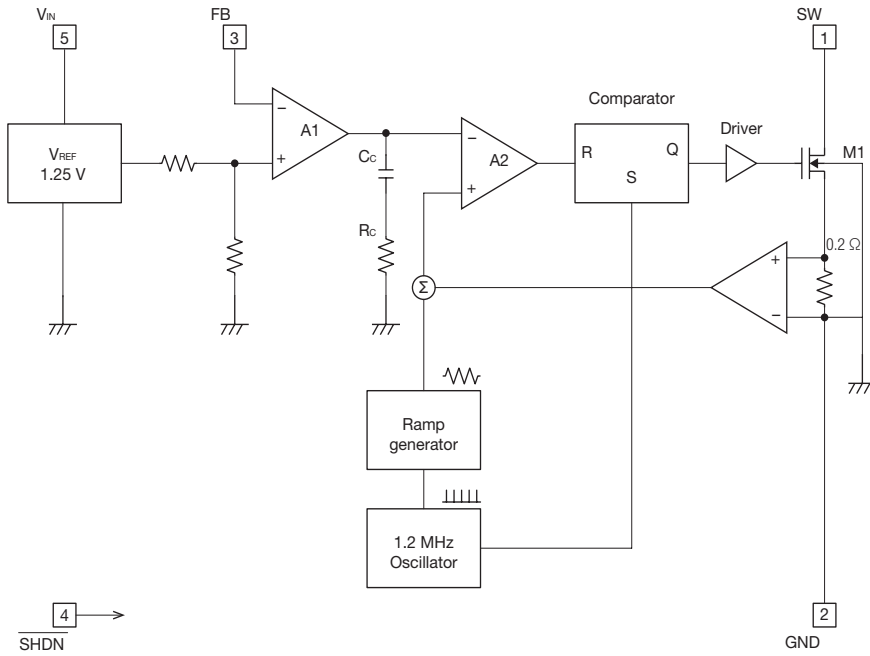 VIN
FB
SW
5
3
1
VREF
1.25 V
−
+
A1
CC
RC
−
+
A2
Comparator
R
Q
S
Driver
M1
0.2 Ω
+
−
Σ
Ramp
generator
1.2 MHz
Oscillator
4
SHDN
2
GND